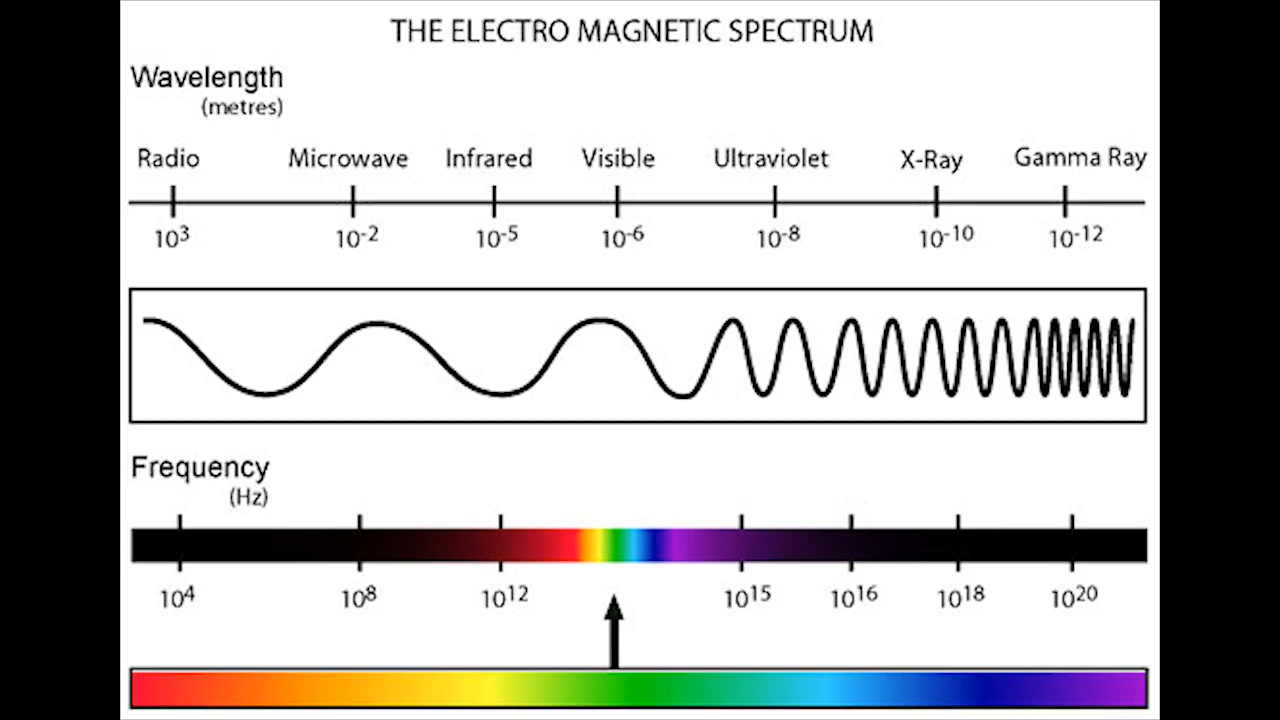 THE ELECTRO MAGNETIC SPECTRUM
Wavelength
(metres)
Radio Microwave Infrared Visible Ultraviolet X-Ray Gamma Ray
10³ 10⁻² 10⁻⁵ 10⁻⁶ 10⁻⁸ 10⁻¹⁰ 10⁻¹²
Frequency
(Hz)
10⁴ 10⁸ 10¹² 10¹⁵ 10¹⁶ 10¹⁸ 10²⁰